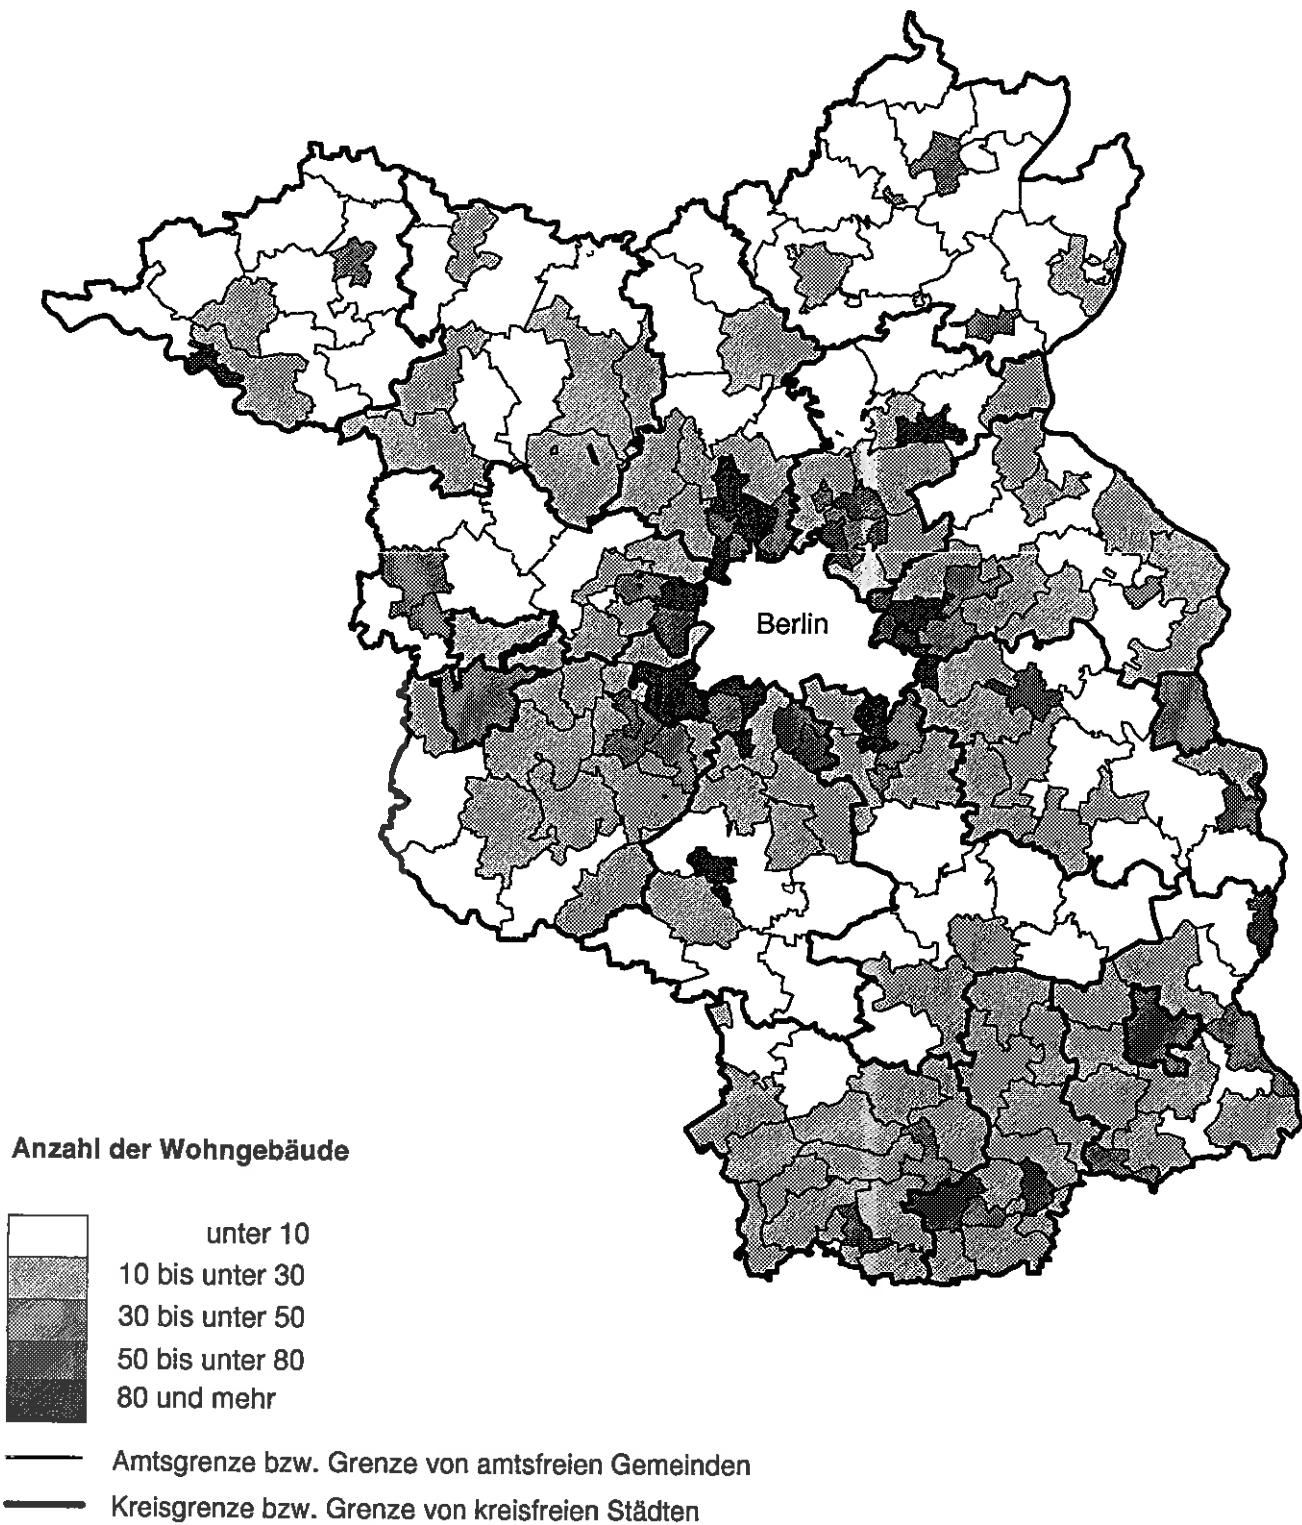 Berlin
Anzahl der Wohngebäude
unter 10
10 bis unter 30
30 bis unter 50
50 bis unter 80
80 und mehr
Amtsgrenze bzw. Grenze von amtsfreien Gemeinden
Kreisgrenze bzw. Grenze von kreisfreien Städten